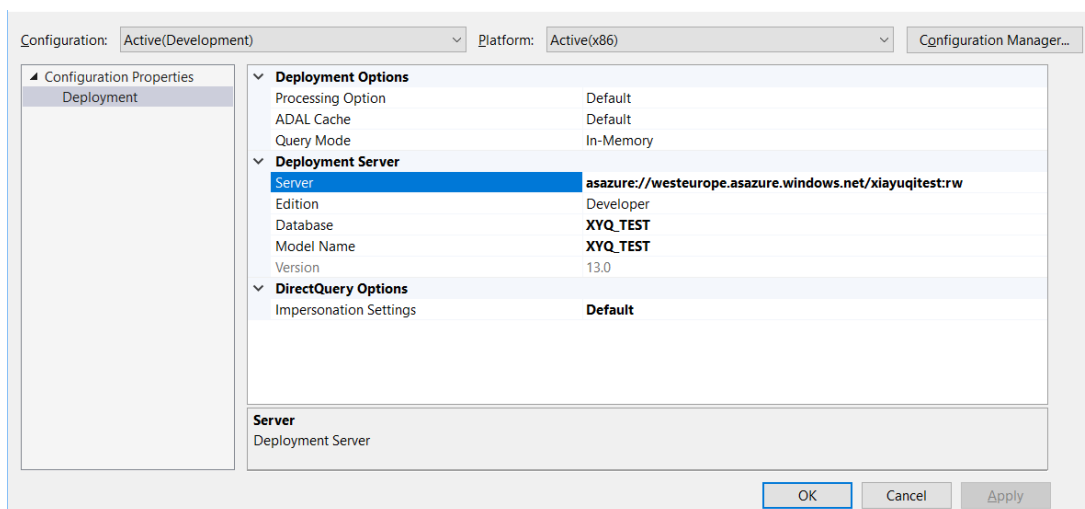 Configuration: Active(Development) Platform: Active(x86) Configuration Manager...
Configuration Properties
Deployment
Deployment Options
Processing Option Default
ADAL Cache Default
Query Mode In-Memory
Deployment Server
Server asazure://westeurope.asazure.windows.net/xiayuqitest:rw
Edition Developer
Database XYQ_TEST
Model Name XYQ_TEST
Version 13.0
DirectQuery Options
Impersonation Settings Default
Server
Deployment Server
OK Cancel Apply